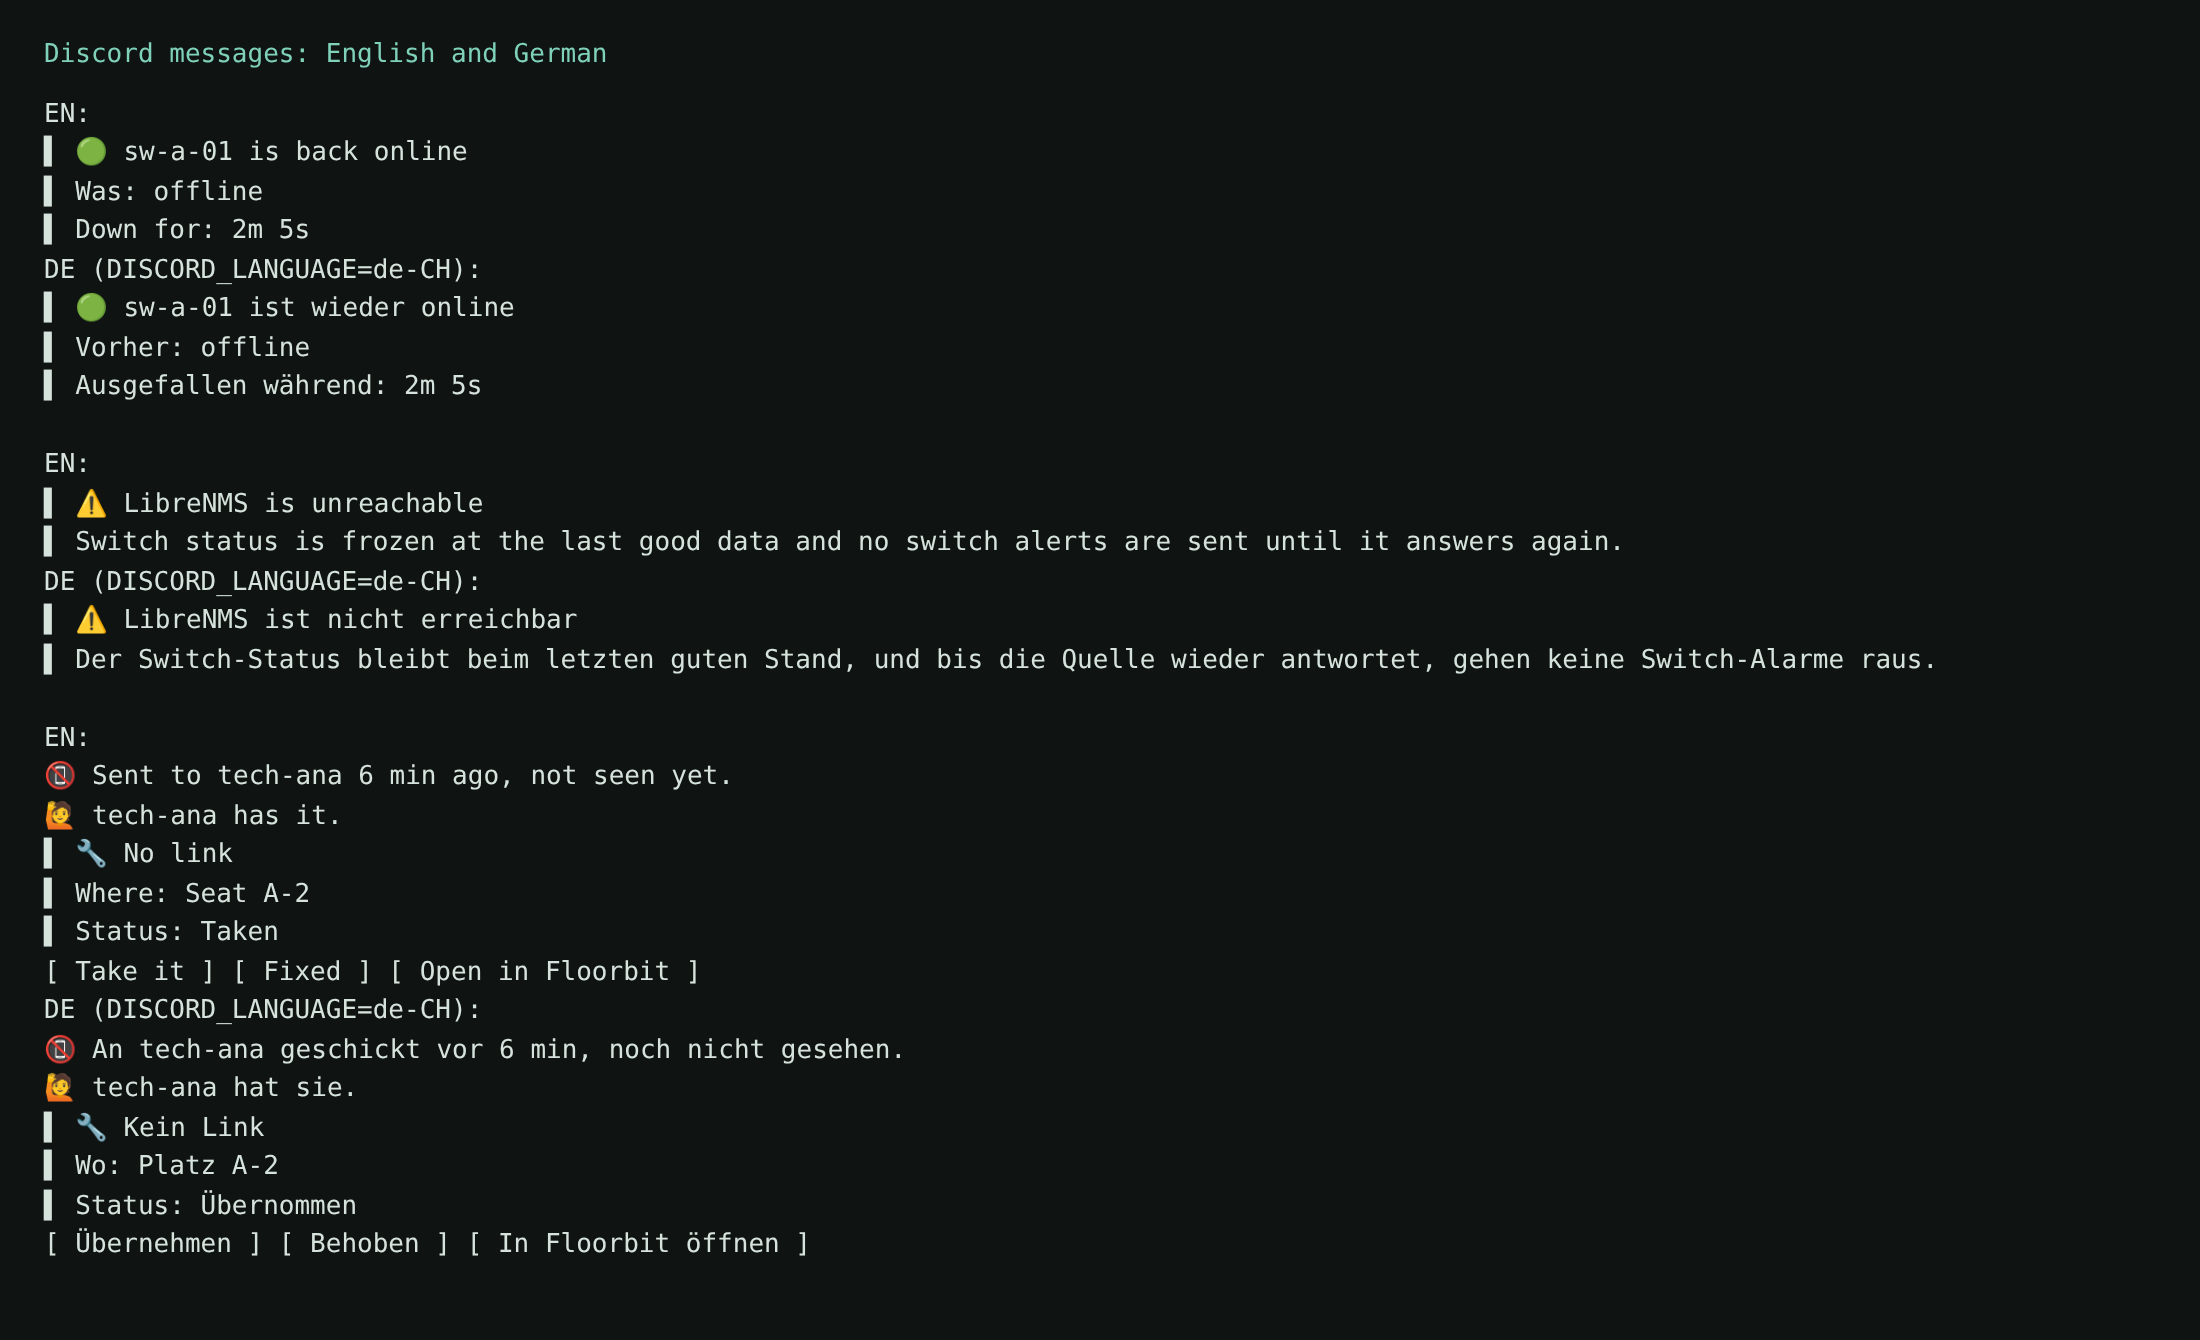 Discord messages: English and German
EN:
▌ 🟢 sw-a-01 is back online
▌ Was: offline
▌ Down for: 2m 5s
DE (DISCORD_LANGUAGE=de-CH):
▌ 🟢 sw-a-01 ist wieder online
▌ Vorher: offline
▌ Ausgefallen während: 2m 5s
EN:
▌ ⚠️ LibreNMS is unreachable
▌ Switch status is frozen at the last good data and no switch alerts are sent until it answers again.
DE (DISCORD_LANGUAGE=de-CH):
▌ ⚠️ LibreNMS ist nicht erreichbar
▌ Der Switch-Status bleibt beim letzten guten Stand, und bis die Quelle wieder antwortet, gehen keine Switch-Alarme raus.
EN:
📵 Sent to tech-ana 6 min ago, not seen yet.
🙋 tech-ana has it.
▌ 🔧 No link
▌ Where: Seat A-2
▌ Status: Taken
[ Take it ] [ Fixed ] [ Open in Floorbit ]
DE (DISCORD_LANGUAGE=de-CH):
📵 An tech-ana geschickt vor 6 min, noch nicht gesehen.
🙋 tech-ana hat sie.
▌ 🔧 Kein Link
▌ Wo: Platz A-2
▌ Status: Übernommen
[ Übernehmen ] [ Behoben ] [ In Floorbit öffnen ]